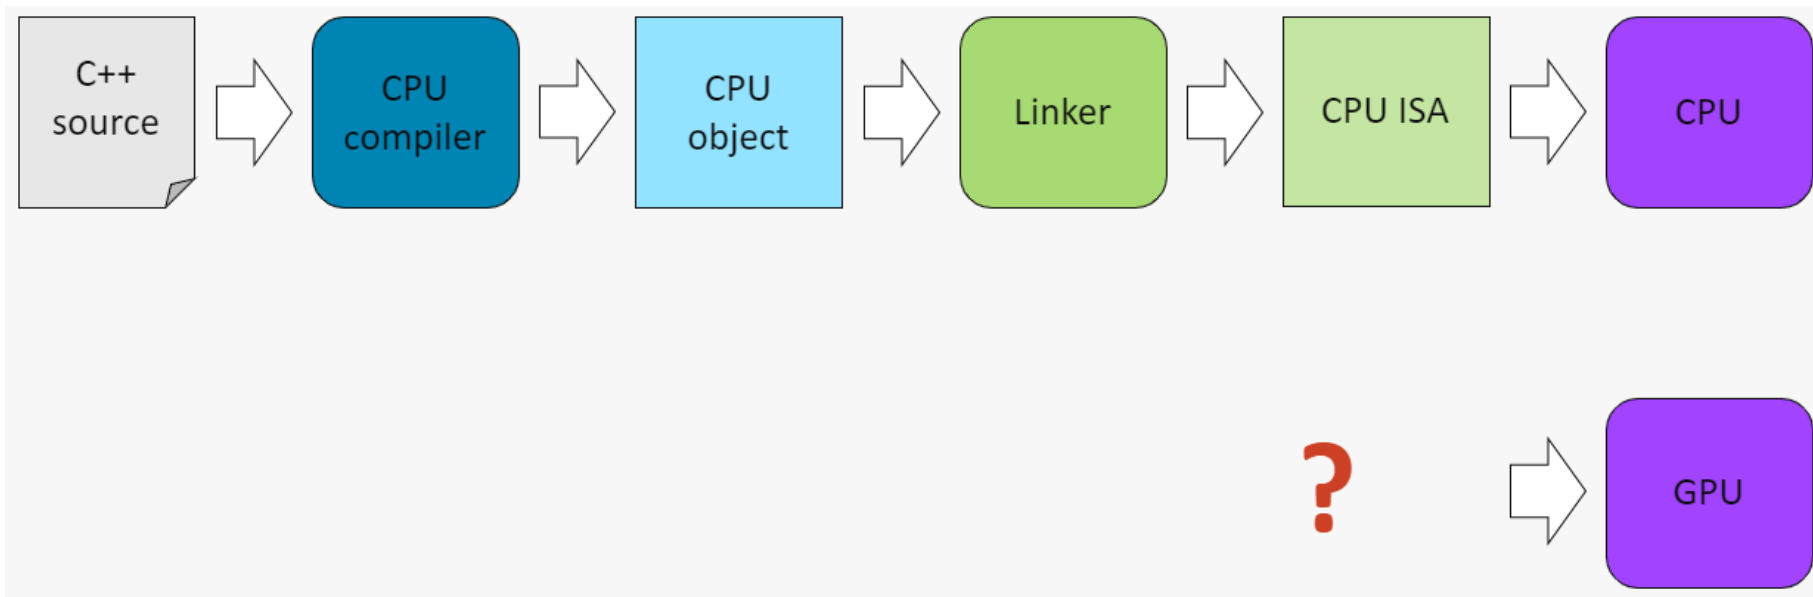 C++
source
CPU
compiler
CPU
object
Linker
CPU ISA
CPU
?
GPU